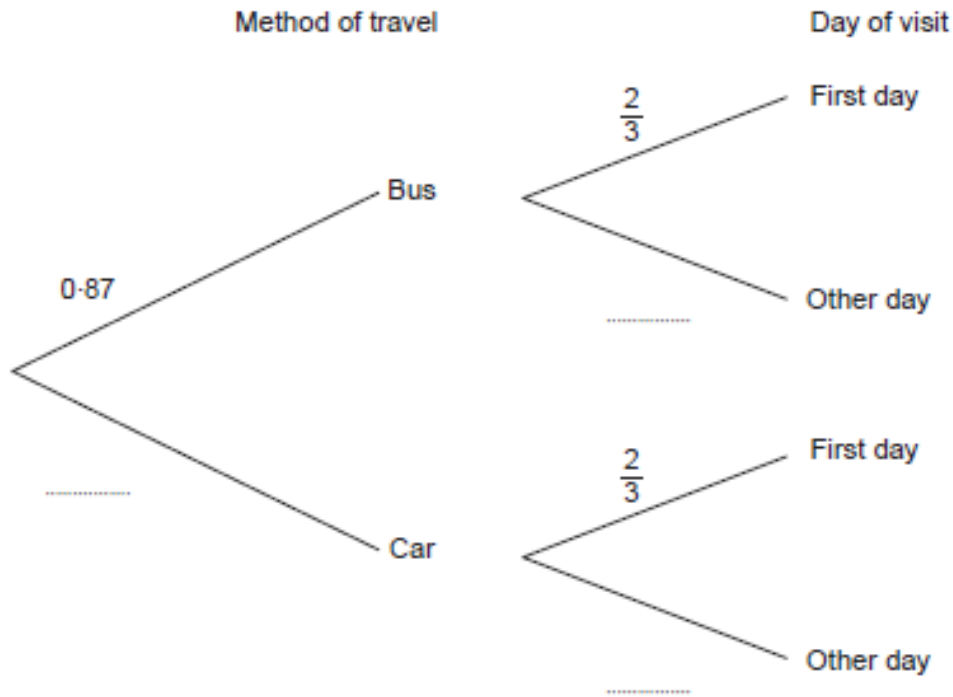 Method of travel
Day of visit
2
3
First day
Bus
0·87
Other day
2
3
First day
Car
Other day